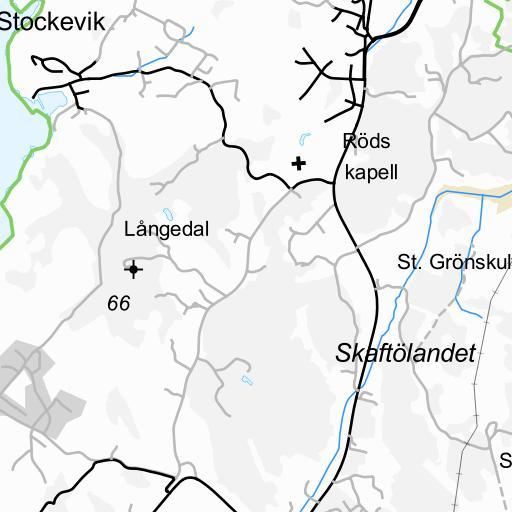 Stockevik
Röds
kapell
Långedal
St. Grönskul
66
Skaftölandet
S